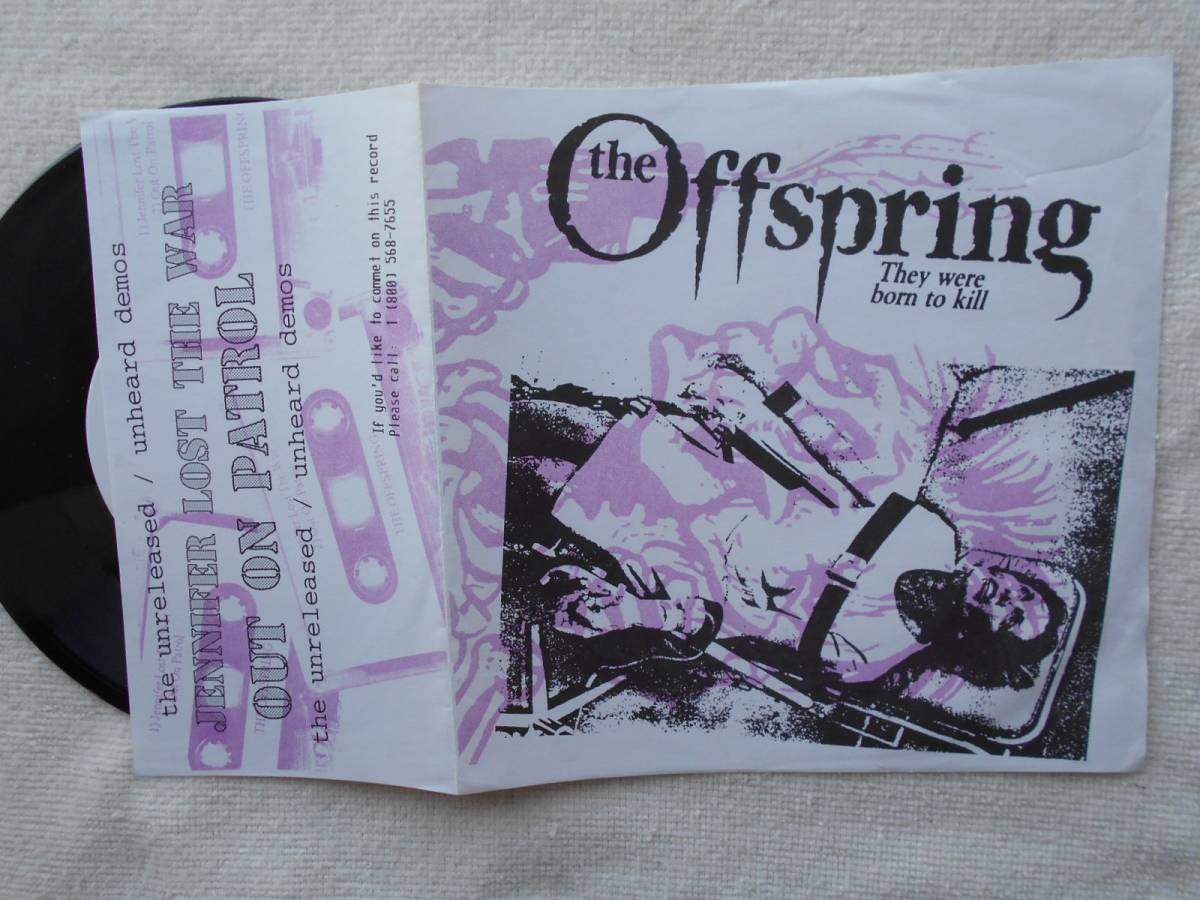 the
Offspring
They were
born to kill
the unreleased / unheard demos
JENNIFER LOST THE WAR
OUT ON PATROL
the unreleased / unheard demos
If you'd like to commet on this record
Please call: 1 (800) 568-7655
THE OFFSPRING
THE OFFSPRING